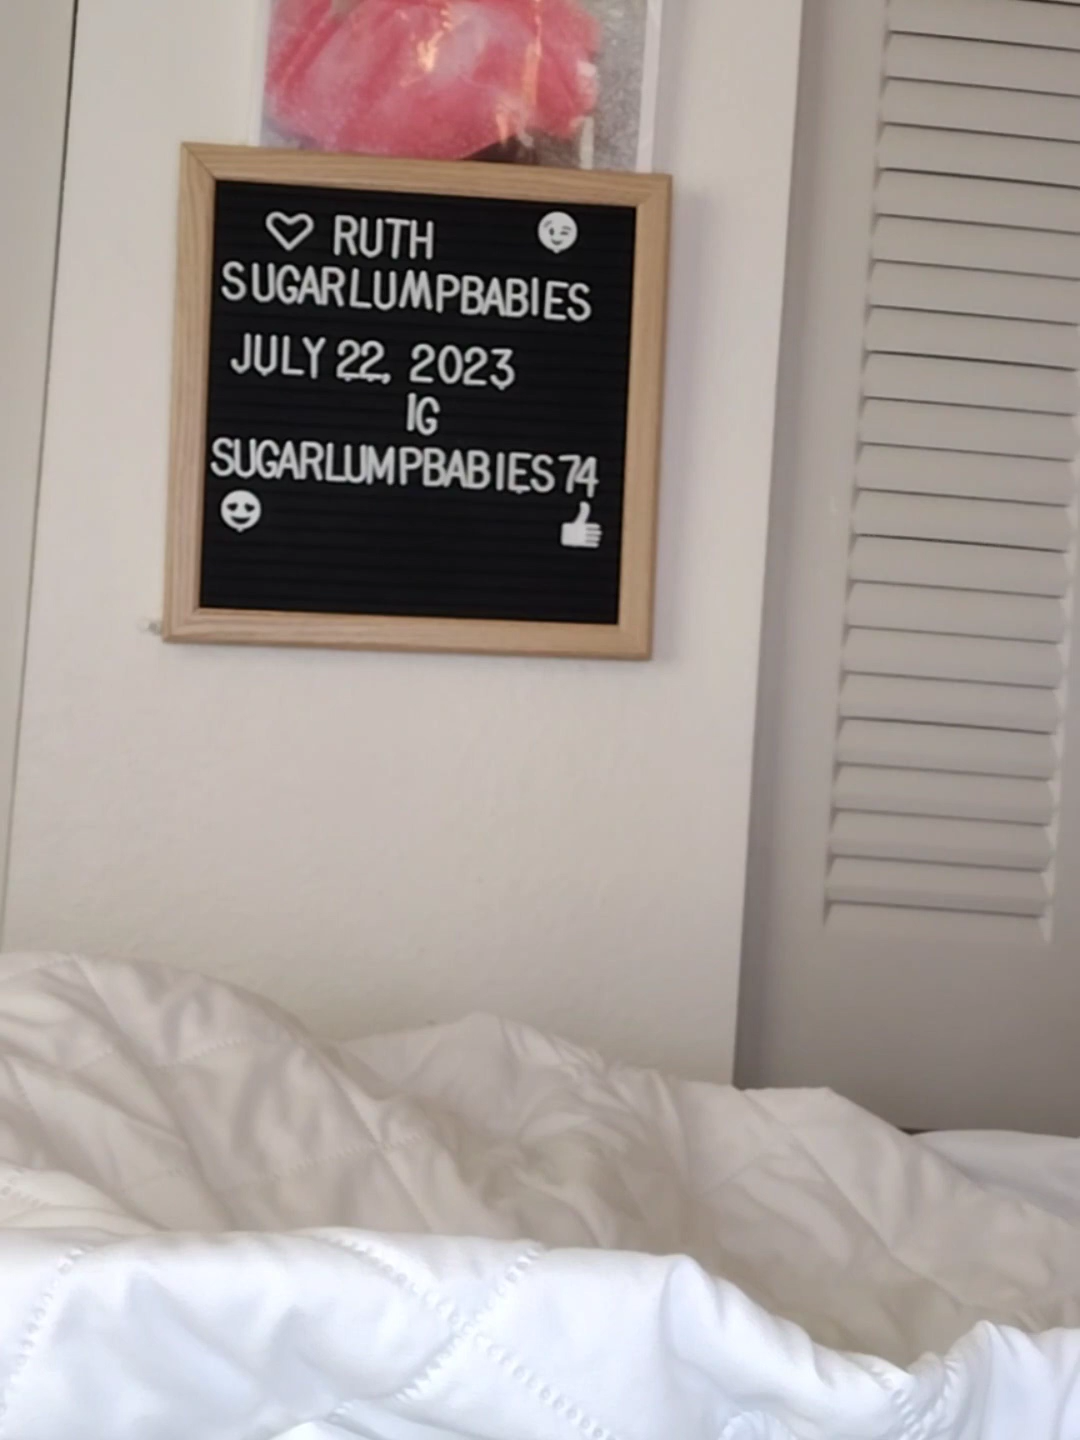 ♡ RUTH 😉
SUGARLUMPBABIES
JULY 22, 2023
IG
SUGARLUMPBABIES74
😍 👍